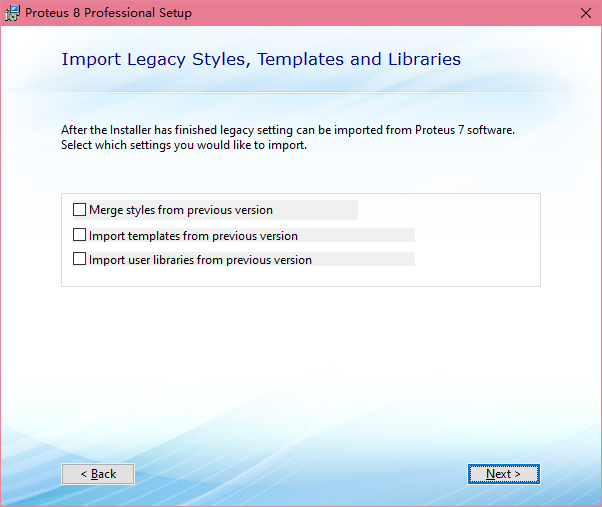 Proteus 8 Professional Setup
Import Legacy Styles, Templates and Libraries
After the Installer has finished legacy setting can be imported from Proteus 7 software.
Select which settings you would like to import.
Merge styles from previous version
Import templates from previous version
Import user libraries from previous version
< Back
Next >